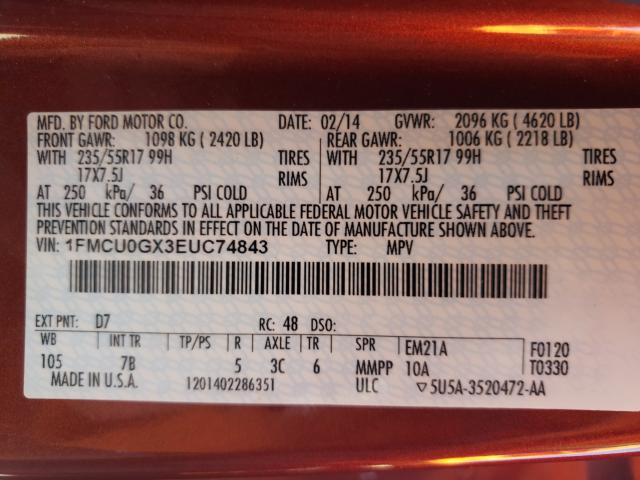 MFD. BY FORD MOTOR CO. DATE: 02/14 GVWR: 2096 KG ( 4620 LB)
FRONT GAWR: 1098 KG ( 2420 LB) REAR GAWR: 1006 KG ( 2218 LB)
WITH 235/55R17 99H TIRES WITH 235/55R17 99H TIRES
17X7.5J RIMS 17X7.5J RIMS
AT 250 kPa/ 36 PSI COLD AT 250 kPa/ 36 PSI COLD
THIS VEHICLE CONFORMS TO ALL APPLICABLE FEDERAL MOTOR VEHICLE SAFETY AND THEFT
PREVENTION STANDARDS IN EFFECT ON THE DATE OF MANUFACTURE SHOWN ABOVE.
VIN: 1FMCU0GX3EUC74843 TYPE: MPV
EXT PNT: D7 RC: 48 DSO:
WB INT TR TP/PS R AXLE TR SPR EM21A F0120
105 7B 5 3C 6 MMPP 10A T0330
MADE IN U.S.A. 1201402286351 ULC ▽5U5A-3520472-AA